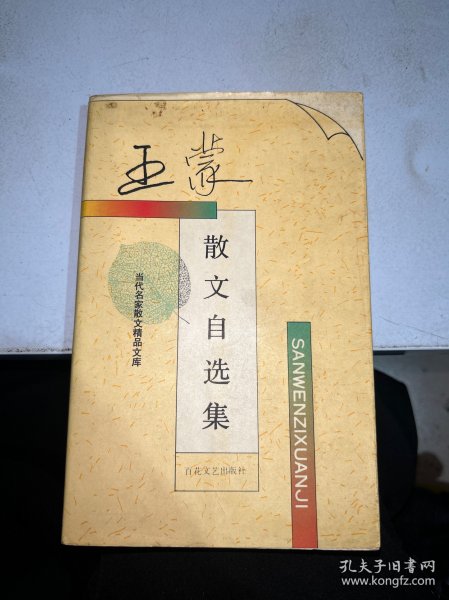 王蒙
散文自选集
当代名家散文精品文库
SANWENZIXUANJI
百花文艺出版社
孔夫子旧书网
www.kongfz.com